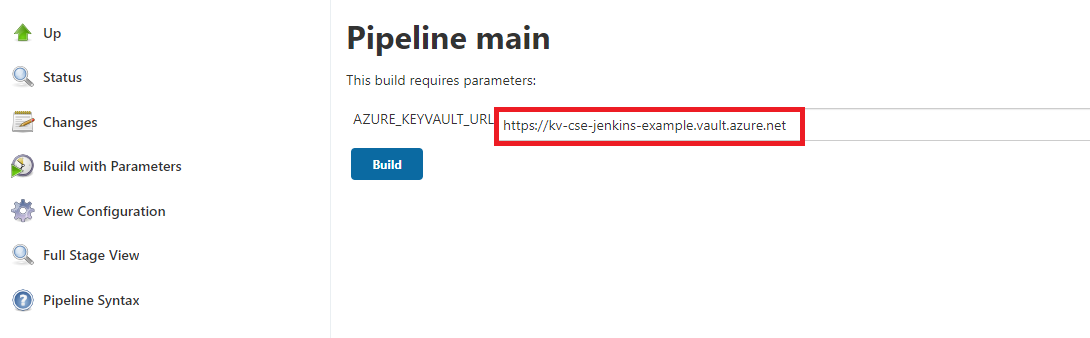 Up
Status
Changes
Build with Parameters
View Configuration
Full Stage View
Pipeline Syntax
Pipeline main
This build requires parameters:
AZURE_KEYVAULT_URL
https://kv-cse-jenkins-example.vault.azure.net
Build